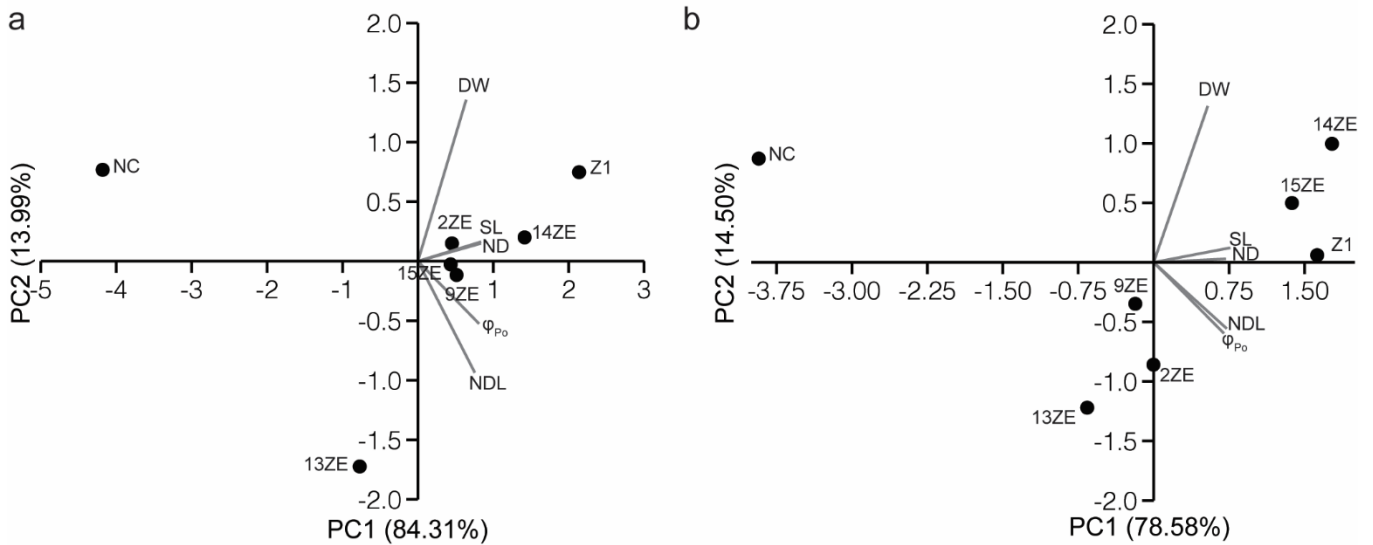 a
2.0
1.5
DW
1.0
NC
Z1
0.5
2ZE
SL
14ZE
ND
-5 -4 -3 -2 -1 1 2 3
15ZE
9ZE
-0.5
φPo
-1.0
NDL
-1.5
13ZE
-2.0
PC2 (13.99%)
PC1 (84.31%)
b
2.0
1.5
DW
14ZE
1.0
NC
15ZE
0.5
SL
Z1
ND
-3.75 -3.00 -2.25 -1.50 -0.75 0.75 1.50
9ZE
-0.5
NDL
φPo
2ZE
-1.0
13ZE
-1.5
-2.0
PC2 (14.50%)
PC1 (78.58%)